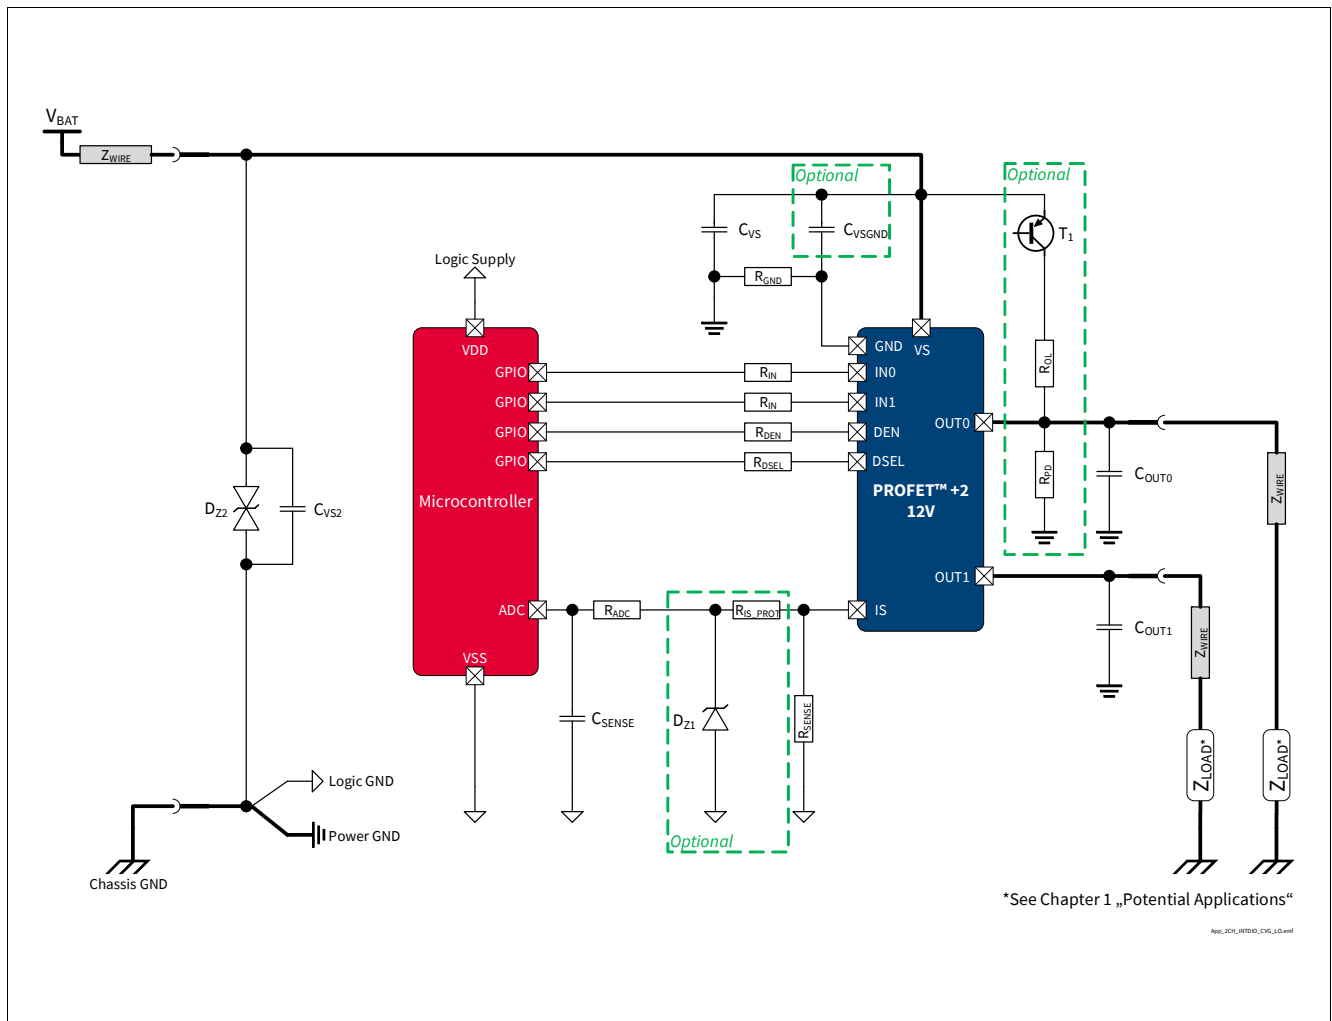 VBAT
ZWIRE
Optional
Optional
CVS
CVSGND
T1
Logic Supply
RGND
VDD
GND
VS
GPIO
RIN
IN0
ROL
GPIO
RIN
IN1
GPIO
RDEN
DEN
OUT0
GPIO
RDSEL
DSEL
RPD
COUT0
ZWIRE
Microcontroller
PROFET™ +2
12V
DZ2
CVS2
OUT1
ADC
RADC
RIS_PROT
IS
COUT1
ZWIRE
VSS
CSENSE
DZ1
RSENSE
ZLOAD*
ZLOAD*
Logic GND
Power GND
Optional
Chassis GND
*See Chapter 1 „Potential Applications“
App_2CH_INTDIO_CVG_LO.emf